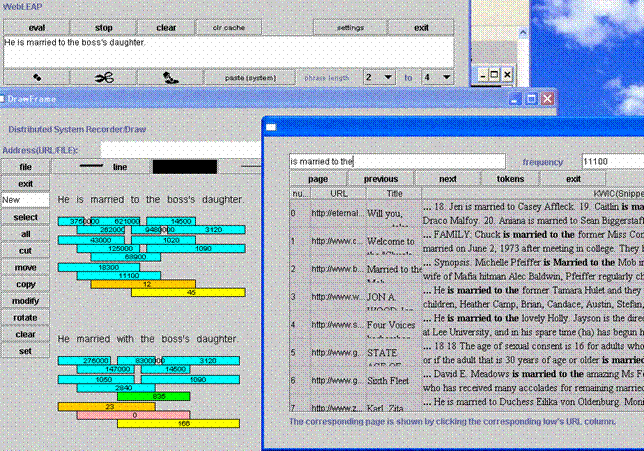 WebLEAP
eval stop clear clr cache settings exit
He is married to the boss's daughter.
paste (system) phrase length 2 to 4
DrawFrame
Distributed System Recorder/Draw
Address(URL/FILE):
file line
exit
New
select
all
cut
move
copy
modify
rotate
clear
set
He is married to the boss's daughter.
3750000 621000 14500
262000 9480000 3120
43000 1020
125000 1090
68900
18300
11100
12
45
He married with the boss's daughter.
276000 8300000 3120
147000 14500
1050 1090
2840
836
23
0
166
is married to the frequency 11100
page previous next tokens exit
nu... URL Title KWIC(Snippe
0 http://eternal... Will you, ... 18. Jen is married to Casey Affleck. 19. Caitlin is ma
Draco Malfoy. 20. Aniana is married to Sean Biggerstaff
1 http://www.c... Welcome to ... FAMILY. Chuck is married to the former Miss Con
married on June 2, 1973 after meeting in college. They h
2 http://www.b... Married to the ... Synopsis. Michelle Pfeiffer is Married to the Mob in
wife of Mafia hitman Alec Baldwin, Pfeiffer regularly ch
3 http://www.w... JON A. ... He is married to the former Tamara Hulet and they
children, Heather Camp, Brian, Candace, Austin, Stefan,
4 http://www.s... Four Voices ... He is married to the lovely Holly. Jayson is the direc
at Lee University, and in his spare time (ha) has begun h
5 http://www.g... STATE ... 18 18 The age of sexual consent is 16 for adults who
or if the adult that is 30 years of age or older is married
6 http://www.g... Sixth Fleet ... David E. Meadows is married to the amazing Ms Fe
who has received many accolades for remaining marrie
7 http://www.z... Karl, Zita ... He is married to Duchess Eilika von Oldenburg. Moni
The corresponding page is shown by clicking the corresponding low's URL column.